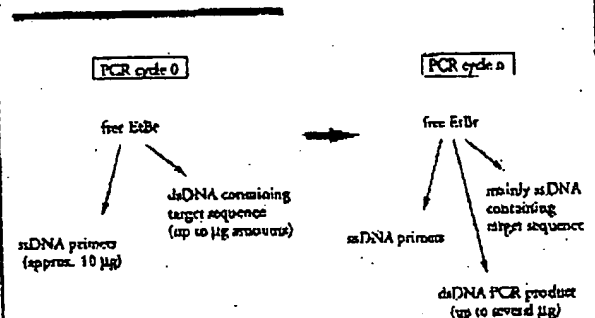 PCR cycle 0
free EtBr
dsDNA containing
target sequence
(up to µg amounts)
ssDNA primers
(approx. 10 µg)
PCR cycle n
free EtBr
mainly ssDNA
containing
target sequence
ssDNA primers
dsDNA PCR product
(up to several µg)